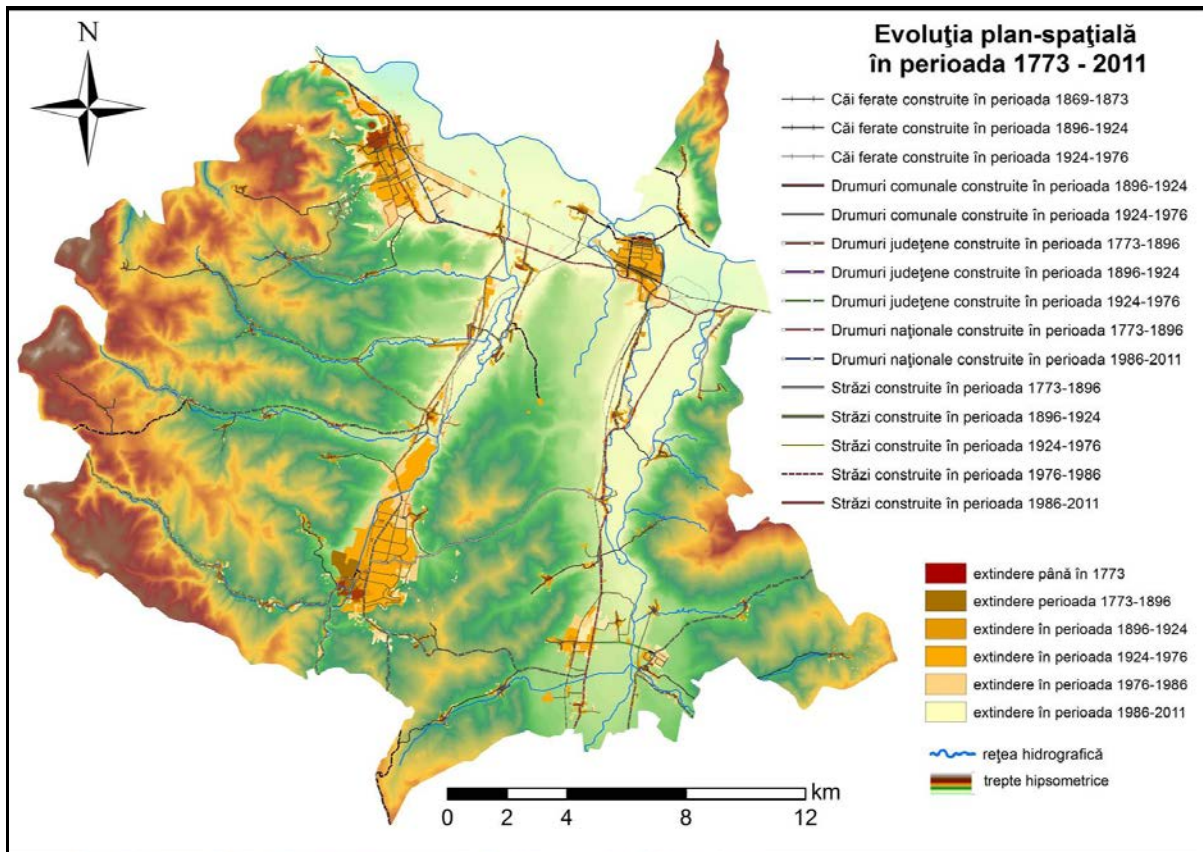 N
Evoluţia plan-spaţială
în perioada 1773 - 2011
Căi ferate construite în perioada 1869-1873
Căi ferate construite în perioada 1896-1924
Căi ferate construite în perioada 1924-1976
Drumuri comunale construite în perioada 1896-1924
Drumuri comunale construite în perioada 1924-1976
Drumuri judeţene construite în perioada 1773-1896
Drumuri judeţene construite în perioada 1896-1924
Drumuri judeţene construite în perioada 1924-1976
Drumuri naţionale construite în perioada 1773-1896
Drumuri naţionale construite în perioada 1986-2011
Străzi construite în perioada 1773-1896
Străzi construite în perioada 1896-1924
Străzi construite în perioada 1924-1976
Străzi construite în perioada 1976-1986
Străzi construite în perioada 1986-2011
extindere până în 1773
extindere perioada 1773-1896
extindere în perioada 1896-1924
extindere în perioada 1924-1976
extindere în perioada 1976-1986
extindere în perioada 1986-2011
reţea hidrografică
trepte hipsometrice
km
0 2 4 8 12